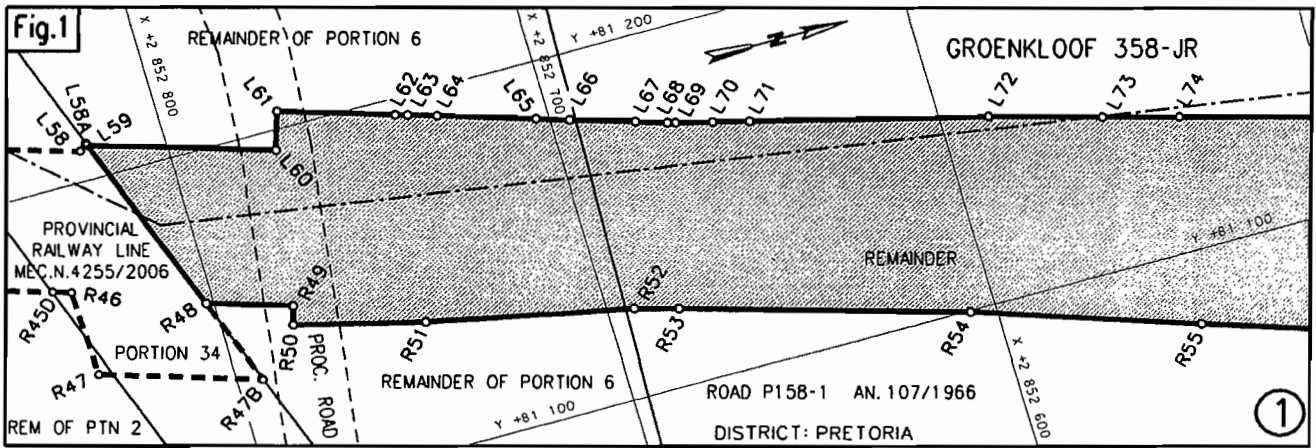 Fig.1
REMAINDER OF PORTION 6
X +2 852 800
X +2 852 700
Y +81 200
N
GROENKLOOF 358-JR
L58
L58A
L59
L60
L61
L62
L63
L64
L65
L66
L67
L68
L69
L70
L71
L72
L73
L74
PROVINCIAL
RAILWAY LINE
MEC.N.4255/2006
REMAINDER
Y +81 100
R45D
R46
R47
R47B
R48
R49
R50
R51
R52
R53
R54
R55
PORTION 34
PROC. ROAD
REMAINDER OF PORTION 6
ROAD P158-1 AN.107/1966
X +2 852 600
REM OF PTN 2
Y +81 100
DISTRICT: PRETORIA
1